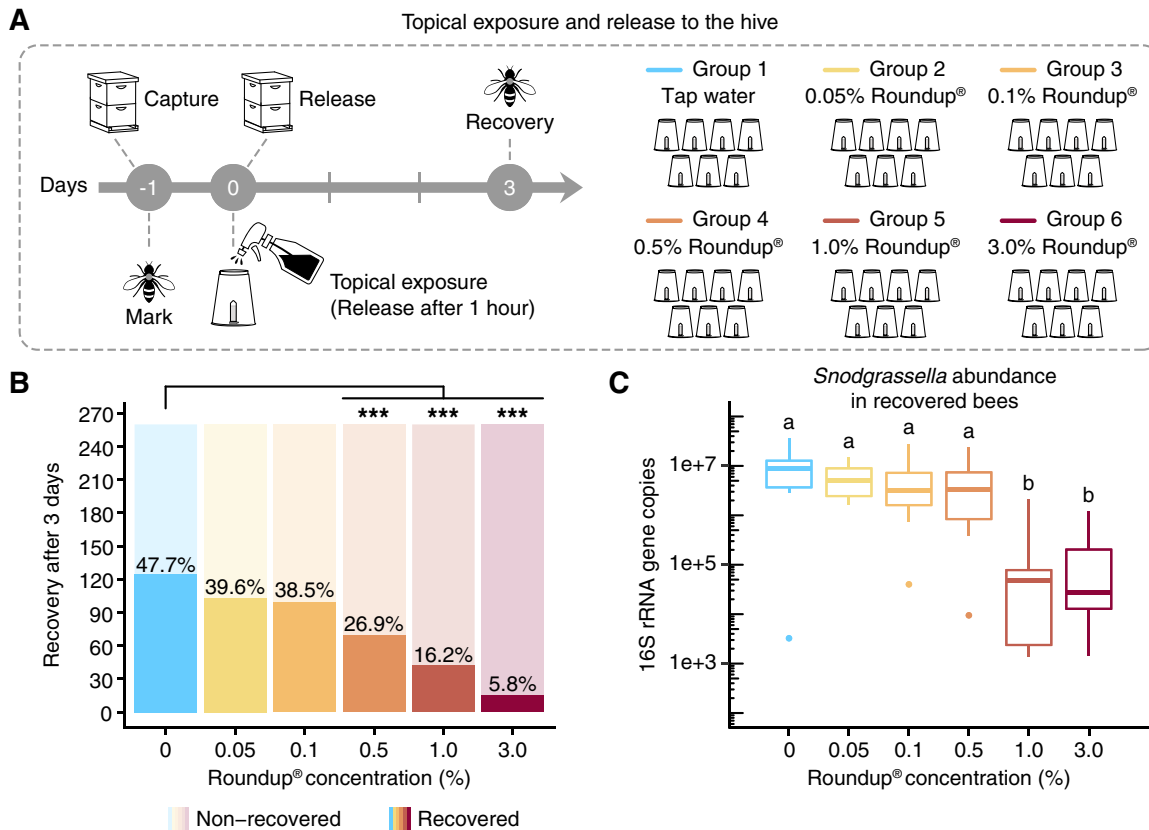 A
Topical exposure and release to the hive
Capture
Release
Recovery
Days
-1
0
3
Mark
Topical exposure
(Release after 1 hour)
Group 1
Tap water
Group 2
0.05% Roundup®
Group 3
0.1% Roundup®
Group 4
0.5% Roundup®
Group 5
1.0% Roundup®
Group 6
3.0% Roundup®
B
Recovery after 3 days
270
240
210
180
150
120
90
60
30
0
***
***
***
47.7%
39.6%
38.5%
26.9%
16.2%
5.8%
0
0.05
0.1
0.5
1.0
3.0
Roundup® concentration (%)
Non-recovered
Recovered
C
Snodgrassella abundance
in recovered bees
16S rRNA gene copies
1e+7
1e+5
1e+3
a
a
a
a
b
b
0
0.05
0.1
0.5
1.0
3.0
Roundup® concentration (%)